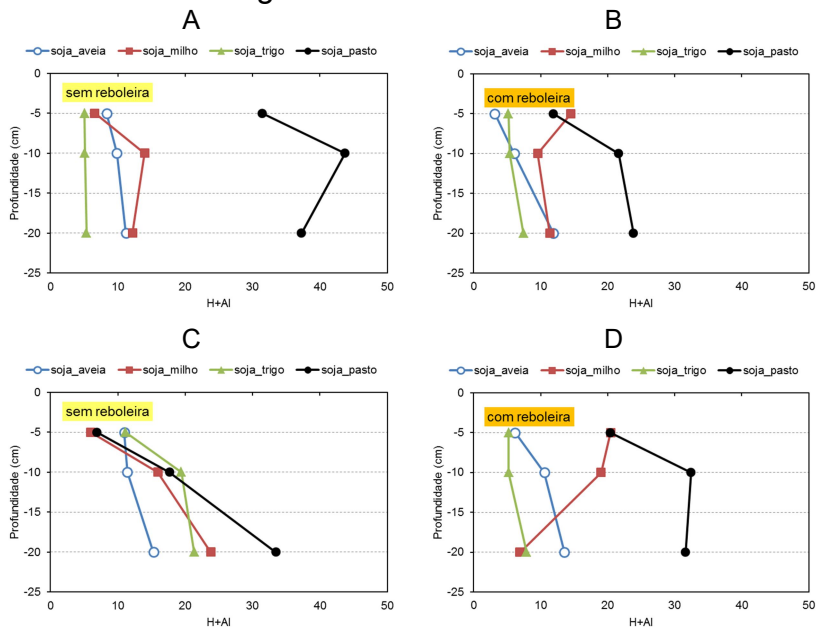 A
soja_aveia soja_milho soja_trigo soja_pasto
sem reboleira
0
-5
-10
-15
-20
-25
Profundidade (cm)
0 10 20 30 40 50
H+Al
B
soja_aveia soja_milho soja_trigo soja_pasto
com reboleira
0
-5
-10
-15
-20
-25
Profundidade (cm)
0 10 20 30 40 50
H+Al
C
soja_aveia soja_milho soja_trigo soja_pasto
sem reboleira
0
-5
-10
-15
-20
-25
Profundidade (cm)
0 10 20 30 40 50
H+Al
D
soja_aveia soja_milho soja_trigo soja_pasto
com reboleira
0
-5
-10
-15
-20
-25
Profundidade (cm)
0 10 20 30 40 50
H+Al